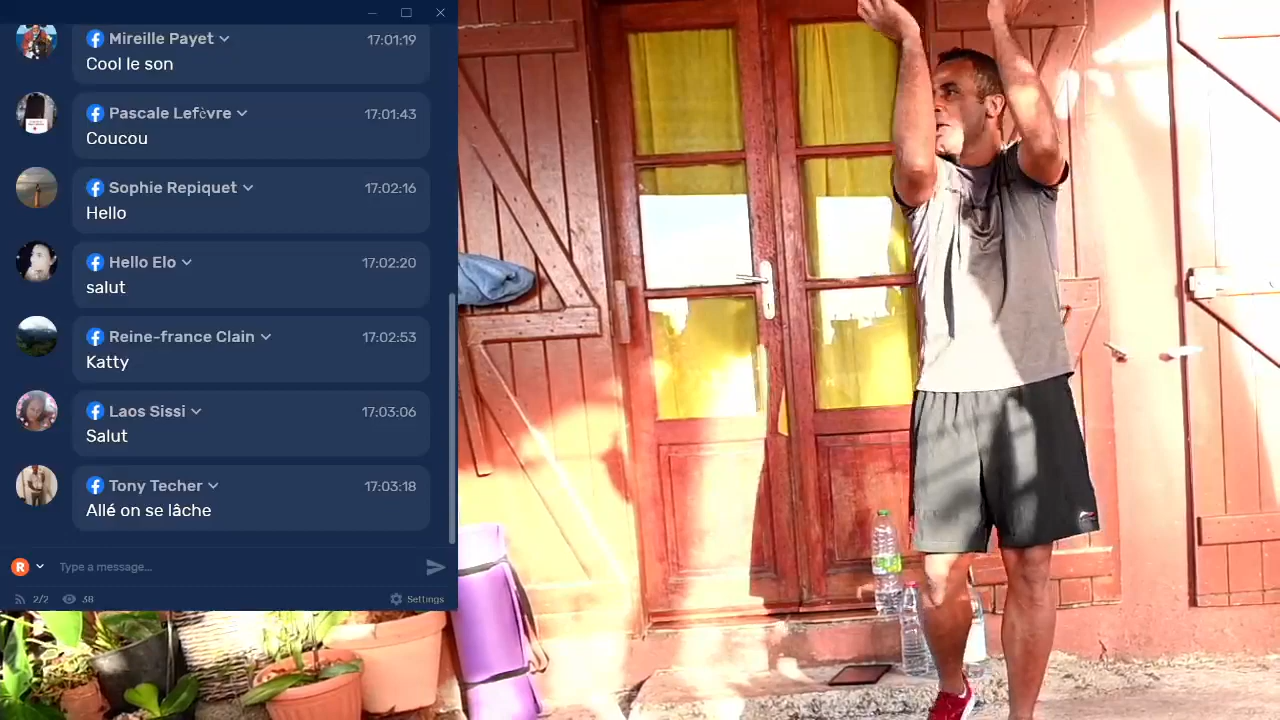 Mireille Payet
17:01:19
Cool le son
Pascale Lefèvre
17:01:43
Coucou
Sophie Repiquet
17:02:16
Hello
Hello Elo
17:02:20
salut
Reine-france Clain
17:02:53
Katty
Laos Sissi
17:03:06
Salut
Tony Techer
17:03:18
Allé on se lâche
R
Type a message...
2/2
38
Settings